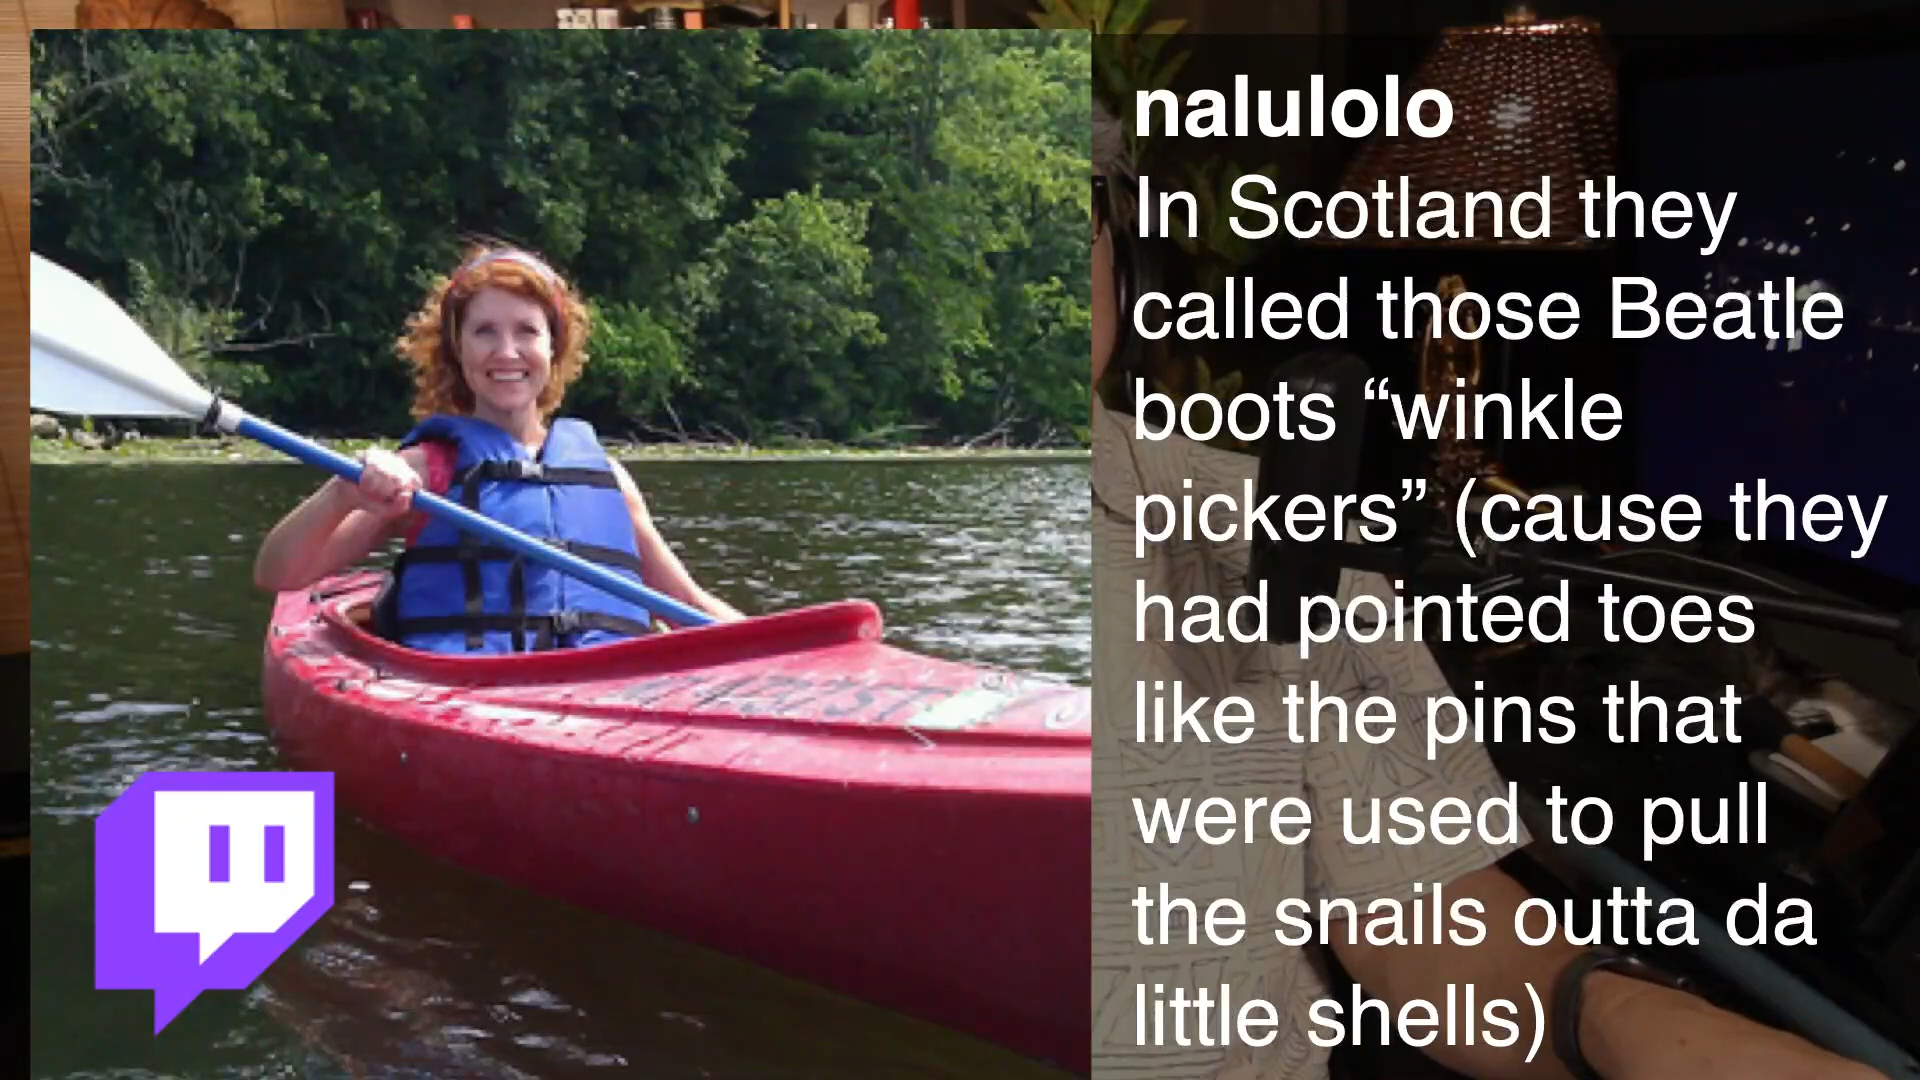 nalulolo
In Scotland they
called those Beatle
boots “winkle
pickers” (cause they
had pointed toes
like the pins that
were used to pull
the snails outta da
little shells)